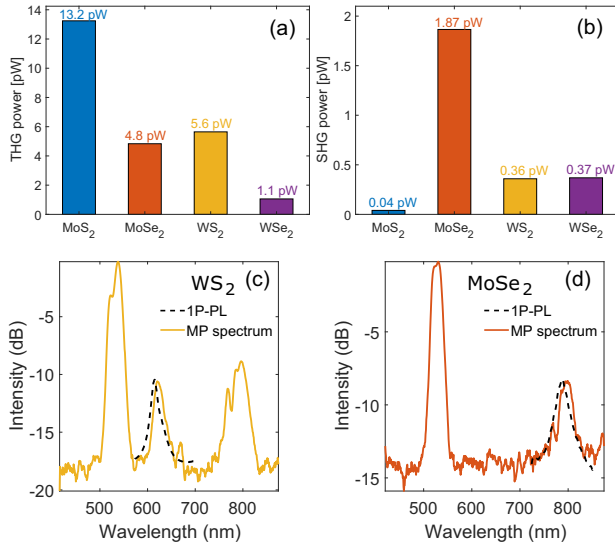 (a)
THG power [pW]
14
12
10
8
6
4
2
0
13.2 pW
4.8 pW
5.6 pW
1.1 pW
MoS2
MoSe2
WS2
WSe2
(b)
SHG power [pW]
2
1.5
1
0.5
0
0.04 pW
1.87 pW
0.36 pW
0.37 pW
MoS2
MoSe2
WS2
WSe2
WS2 (c)
1P-PL
MP spectrum
Intensity (dB)
-5
-10
-15
-20
500 600 700 800
Wavelength (nm)
MoSe2 (d)
1P-PL
MP spectrum
Intensity (dB)
-5
-10
-15
500 600 700 800
Wavelength (nm)